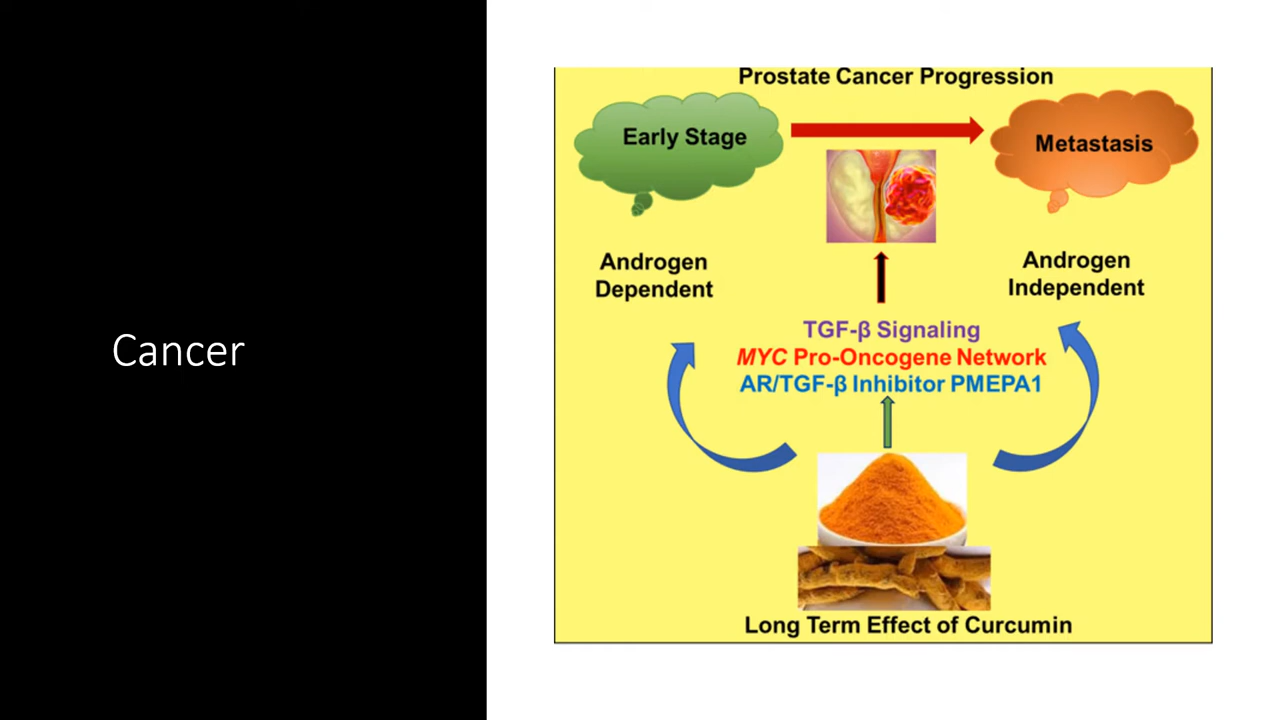 Cancer
Prostate Cancer Progression
Early Stage
Metastasis
Androgen
Dependent
Androgen
Independent
TGF-β Signaling
MYC Pro-Oncogene Network
AR/TGF-β Inhibitor PMEPA1
Long Term Effect of Curcumin